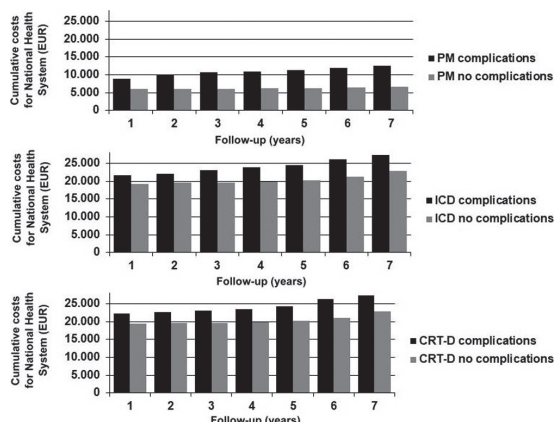 Cumulative costs
for National Health
System (EUR)
25.000
20.000
15.000
10.000
5.000
0
1 2 3 4 5 6 7
Follow-up (years)
PM complications
PM no complications
Cumulative costs
for National Health
System (EUR)
25.000
20.000
15.000
10.000
5.000
0
1 2 3 4 5 6 7
Follow-up (years)
ICD complications
ICD no complications
Cumulative costs
for National Health
System (EUR)
25.000
20.000
15.000
10.000
5.000
0
1 2 3 4 5 6 7
Follow-up (years)
CRT-D complications
CRT-D no complications